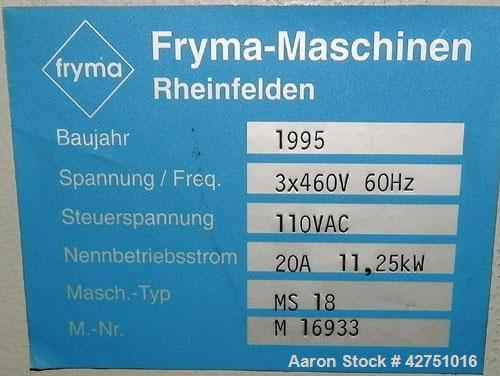 fryma
Fryma-Maschinen
Rheinfelden
Baujahr 1995
Spannung / Freq. 3x460V 60Hz
Steuerspannung 110VAC
Nennbetriebsstrom 20A 11,25kW
Masch.-Typ MS 18
M.-Nr. M 16933
Aaron Stock # 42751016